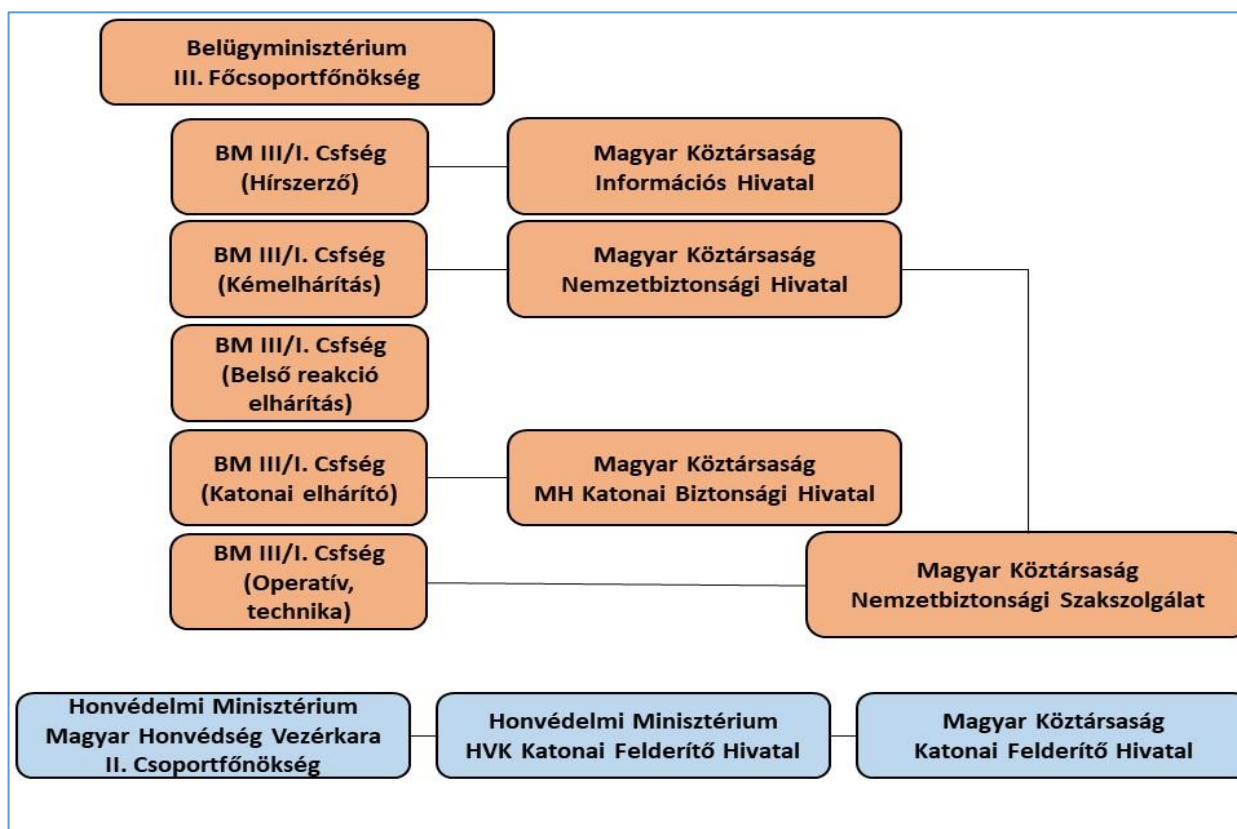 Belügyminisztérium
III. Főcsoportfőnökség
BM III/I. Csfség
(Hírszerző)
Magyar Köztársaság
Információs Hivatal
BM III/I. Csfség
(Kémelhárítás)
Magyar Köztársaság
Nemzetbiztonsági Hivatal
BM III/I. Csfség
(Belső reakció
elhárítás)
BM III/I. Csfség
(Katonai elhárító)
Magyar Köztársaság
MH Katonai Biztonsági Hivatal
BM III/I. Csfség
(Operatív,
technika)
Magyar Köztársaság
Nemzetbiztonsági Szakszolgálat
Honvédelmi Minisztérium
Magyar Honvédség Vezérkara
II. Csoportfőnökség
Honvédelmi Minisztérium
HVK Katonai Felderítő Hivatal
Magyar Köztársaság
Katonai Felderítő Hivatal